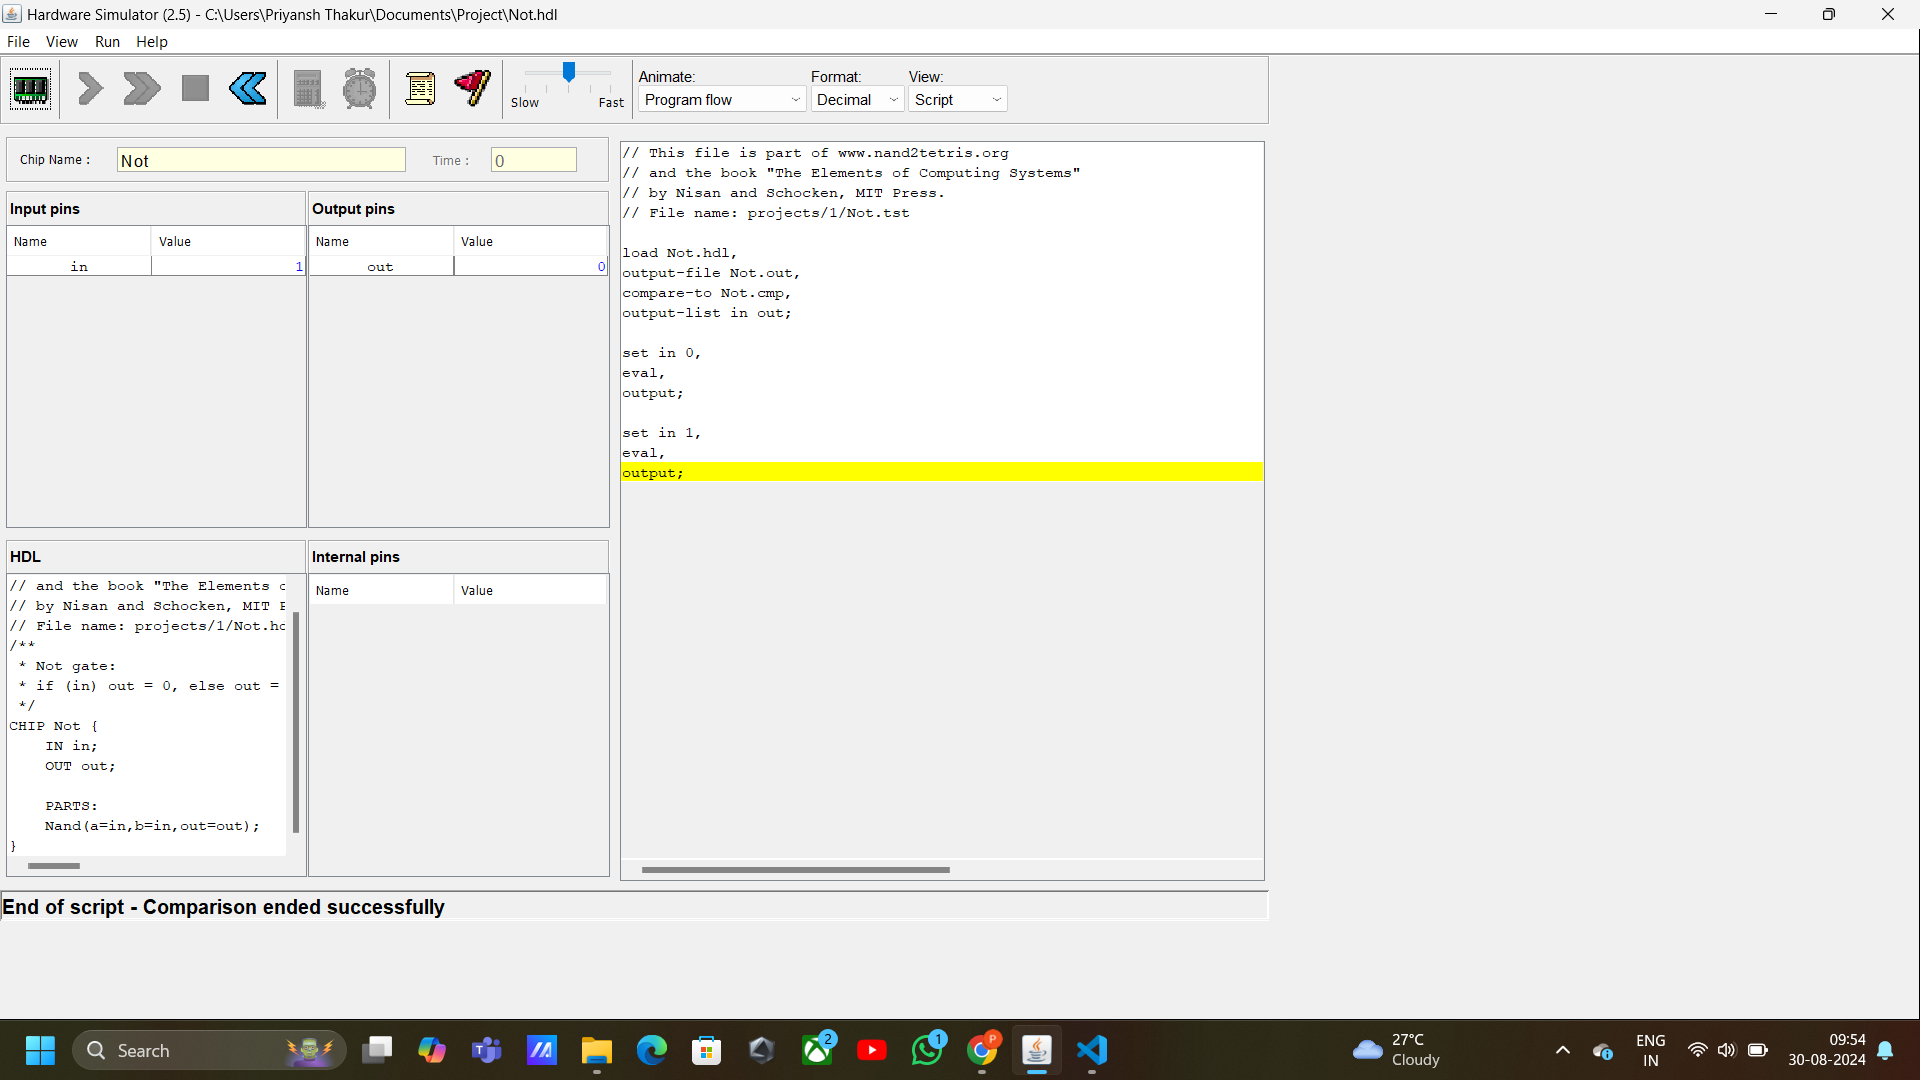 Hardware Simulator (2.5) - C:\Users\Priyansh Thakur\Documents\Project\Not.hdl
File View Run Help
Slow Fast
Animate: Format: View:
Program flow Decimal Script
Chip Name : Not Time : 0
Input pins
Name Value
in 1
Output pins
Name Value
out 0
HDL
// and the book "The Elements
// by Nisan and Schocken, MIT
// File name: projects/1/Not.hd
/**
* Not gate:
* if (in) out = 0, else out =
*/
CHIP Not {
IN in;
OUT out;
PARTS:
Nand(a=in,b=in,out=out);
}
Internal pins
Name Value
// This file is part of www.nand2tetris.org
// and the book "The Elements of Computing Systems"
// by Nisan and Schocken, MIT Press.
// File name: projects/1/Not.tst
load Not.hdl,
output-file Not.out,
compare-to Not.cmp,
output-list in out;
set in 0,
eval,
output;
set in 1,
eval,
output;
End of script - Comparison ended successfully
Search
2
1
P
27°C
Cloudy
ENG
IN
09:54
30-08-2024